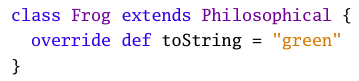 class Frog extends Philosophical {
  override def toString = "green"
}